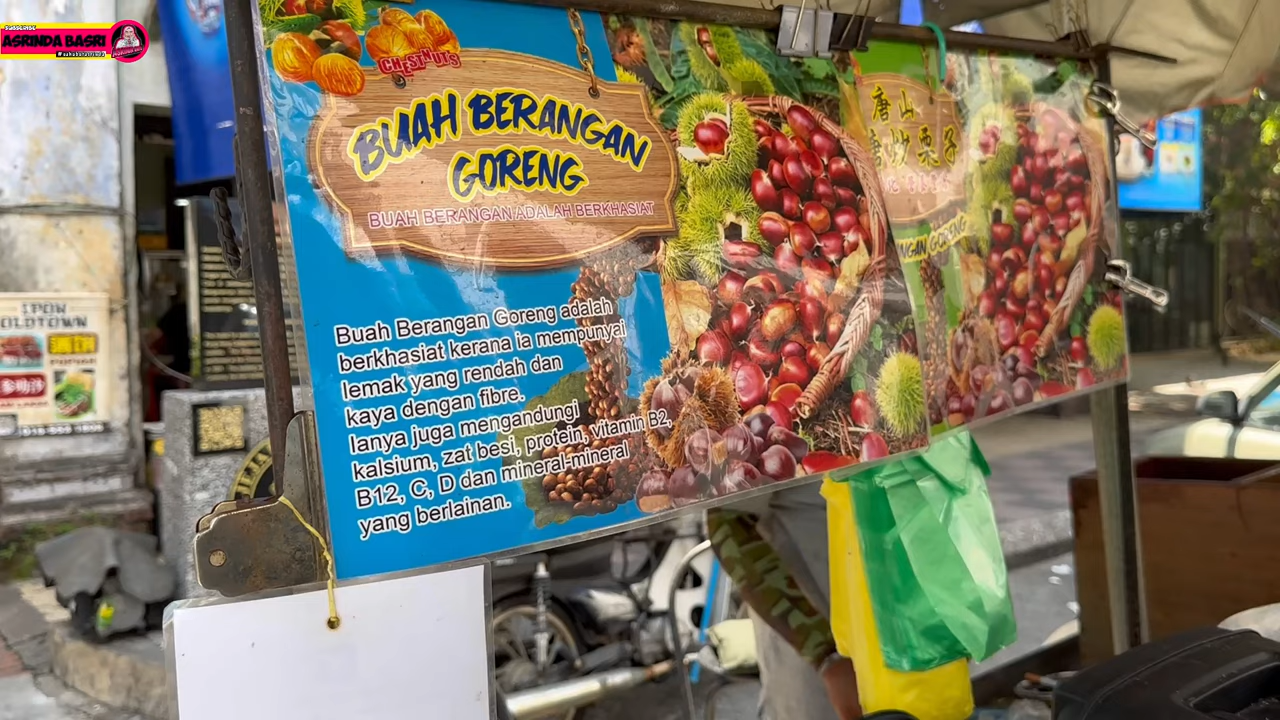 ASRINDA BASRI
CHESTNUTS
BUAH BERANGAN
GORENG
BUAH BERANGAN ADALAH BERKHASIAT
Buah Berangan Goreng adalah
berkhasiat kerana ia mempunyai
lemak yang rendah dan
kaya dengan fibre.
Ianya juga mengandungi
kalsium, zat besi, protein, vitamin B2,
B12, C, D dan mineral-mineral
yang berlainan.
唐山
唐炒栗子
NGAN GORENG
IPOH
OLDTOWN